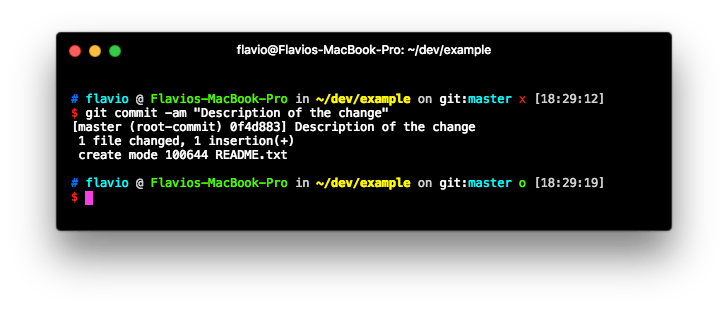 flavio@Flavios-MacBook-Pro: ~/dev/example
# flavio @ Flavios-MacBook-Pro in ~/dev/example on git:master x [18:29:12]
$ git commit -am "Description of the change"
[master (root-commit) 0f4d883] Description of the change
 1 file changed, 1 insertion(+)
 create mode 100644 README.txt
# flavio @ Flavios-MacBook-Pro in ~/dev/example on git:master o [18:29:19]
$